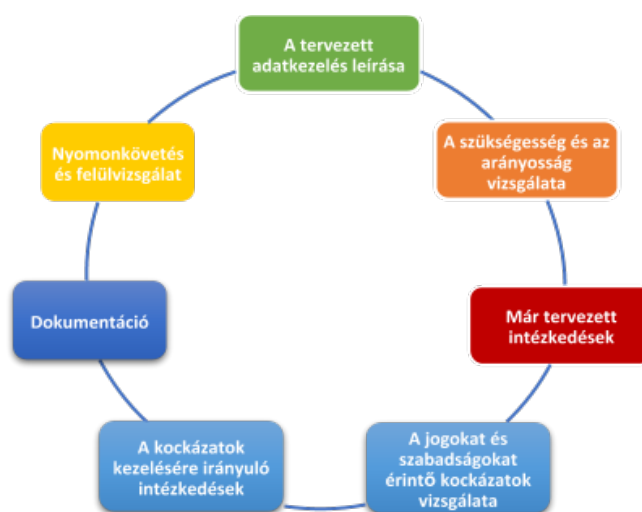 A tervezett
adatkezelés leírása
A szükségesség és az
arányosság
vizsgálata
Már tervezett
intézkedések
A jogokat és
szabadságokat
érintő kockázatok
vizsgálata
A kockázatok
kezelésére irányuló
intézkedések
Dokumentáció
Nyomonkövetés
és felülvizsgálat